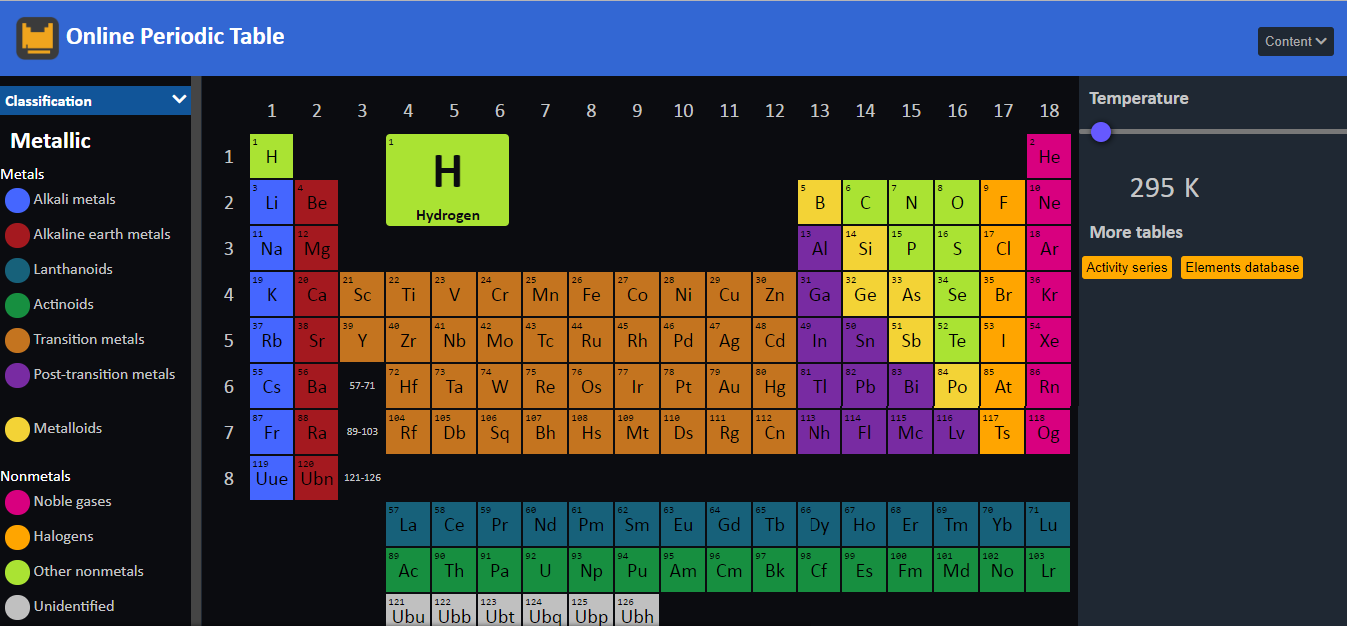 Online Periodic Table
Content
Classification
Metallic
Metals
Alkali metals
Alkaline earth metals
Lanthanoids
Actinoids
Transition metals
Post-transition metals
Metalloids
Nonmetals
Noble gases
Halogens
Other nonmetals
Unidentified
1 2 3 4 5 6 7 8 9 10 11 12 13 14 15 16 17 18
1 1 H 2 He
1 H Hydrogen
2 3 Li 4 Be 5 B 6 C 7 N 8 O 9 F 10 Ne
3 11 Na 12 Mg 13 Al 14 Si 15 P 16 S 17 Cl 18 Ar
4 19 K 20 Ca 21 Sc 22 Ti 23 V 24 Cr 25 Mn 26 Fe 27 Co 28 Ni 29 Cu 30 Zn 31 Ga 32 Ge 33 As 34 Se 35 Br 36 Kr
5 37 Rb 38 Sr 39 Y 40 Zr 41 Nb 42 Mo 43 Tc 44 Ru 45 Rh 46 Pd 47 Ag 48 Cd 49 In 50 Sn 51 Sb 52 Te 53 I 54 Xe
6 55 Cs 56 Ba 57-71 72 Hf 73 Ta 74 W 75 Re 76 Os 77 Ir 78 Pt 79 Au 80 Hg 81 Tl 82 Pb 83 Bi 84 Po 85 At 86 Rn
7 87 Fr 88 Ra 89-103 104 Rf 105 Db 106 Sq 107 Bh 108 Hs 109 Mt 110 Ds 111 Rg 112 Cn 113 Nh 114 Fl 115 Mc 116 Lv 117 Ts 118 Og
8 119 Uue 120 Ubn 121-126
57 La 58 Ce 59 Pr 60 Nd 61 Pm 62 Sm 63 Eu 64 Gd 65 Tb 66 Dy 67 Ho 68 Er 69 Tm 70 Yb 71 Lu
89 Ac 90 Th 91 Pa 92 U 93 Np 94 Pu 95 Am 96 Cm 97 Bk 98 Cf 99 Es 100 Fm 101 Md 102 No 103 Lr
121 Ubu 122 Ubb 123 Ubt 124 Ubq 125 Ubp 126 Ubh
Temperature
295 K
More tables
Activity series Elements database